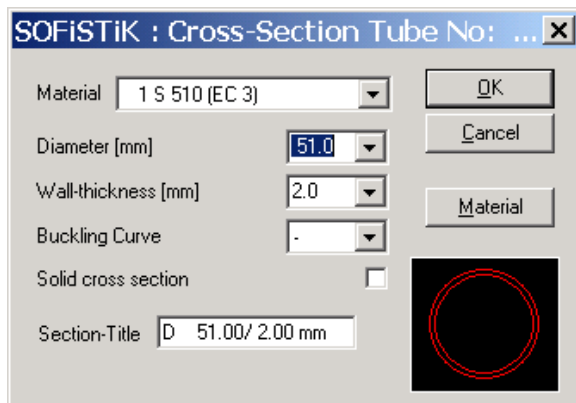 SOFiSTiK : Cross-Section Tube No: ...
Material 1 S 510 (EC 3) OK
Cancel
Diameter [mm] 51.0
Wall-thickness [mm] 2.0 Material
Buckling Curve -
Solid cross section
Section-Title D 51.00/ 2.00 mm